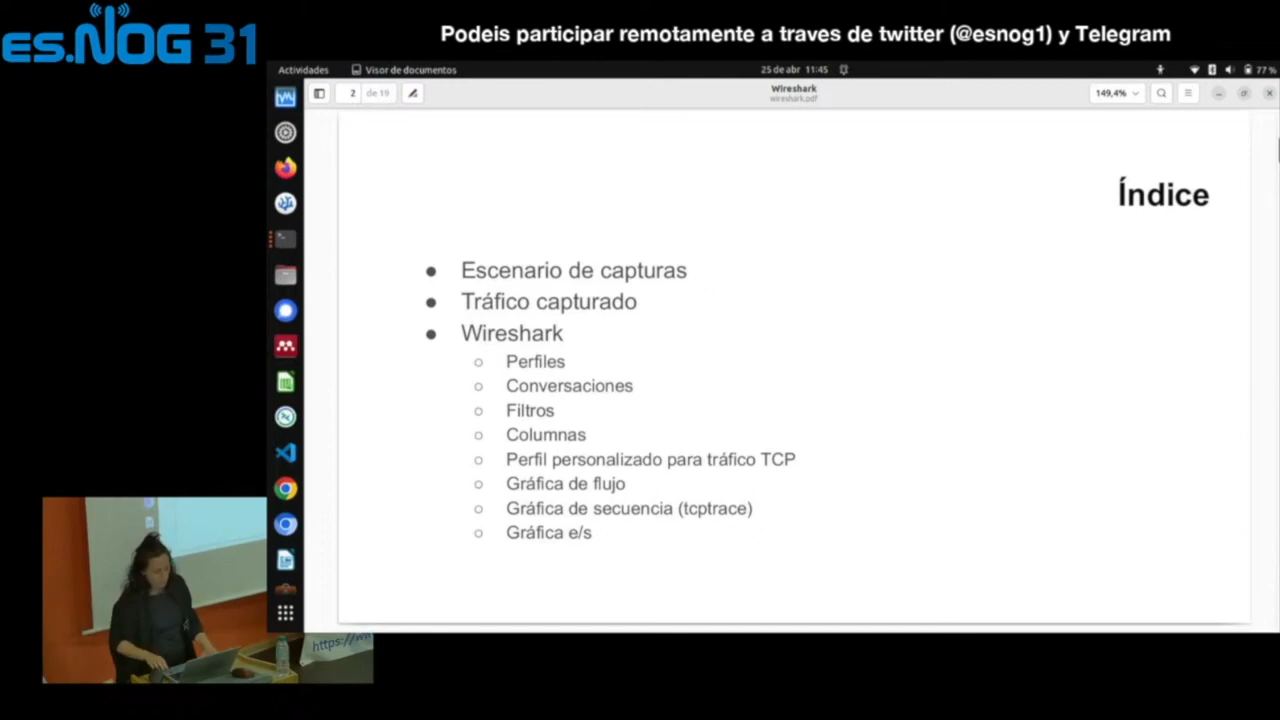 es.NOG 31
Podeis participar remotamente a traves de twitter (@esnog1) y Telegram
Actividades
Visor de documentos
25 de abr 11:45
77 %
2
de 19
Wireshark
wireshark.pdf
149,4%
Índice
Escenario de capturas
Tráfico capturado
Wireshark
Perfiles
Conversaciones
Filtros
Columnas
Perfil personalizado para tráfico TCP
Gráfica de flujo
Gráfica de secuencia (tcptrace)
Gráfica e/s
https://